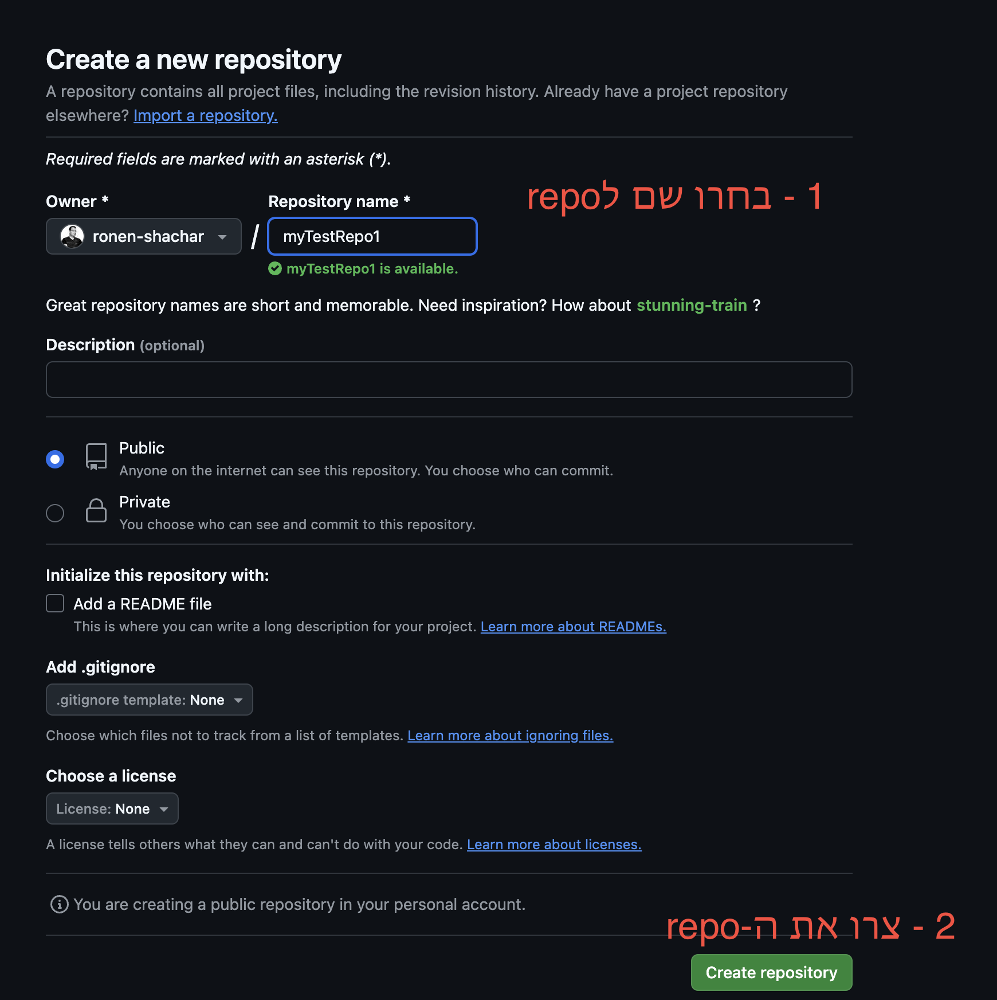 Create a new repository
A repository contains all project files, including the revision history. Already have a project repository
elsewhere? Import a repository.
Required fields are marked with an asterisk (*).
1 - בחרו שם לrepo
Owner * Repository name *
ronen-shachar / myTestRepo1
myTestRepo1 is available.
Great repository names are short and memorable. Need inspiration? How about stunning-train ?
Description (optional)
Public
Anyone on the internet can see this repository. You choose who can commit.
Private
You choose who can see and commit to this repository.
Initialize this repository with:
Add a README file
This is where you can write a long description for your project. Learn more about READMEs.
Add .gitignore
.gitignore template: None
Choose which files not to track from a list of templates. Learn more about ignoring files.
Choose a license
License: None
A license tells others what they can and can't do with your code. Learn more about licenses.
You are creating a public repository in your personal account.
2 - צרו את ה-repo
Create repository